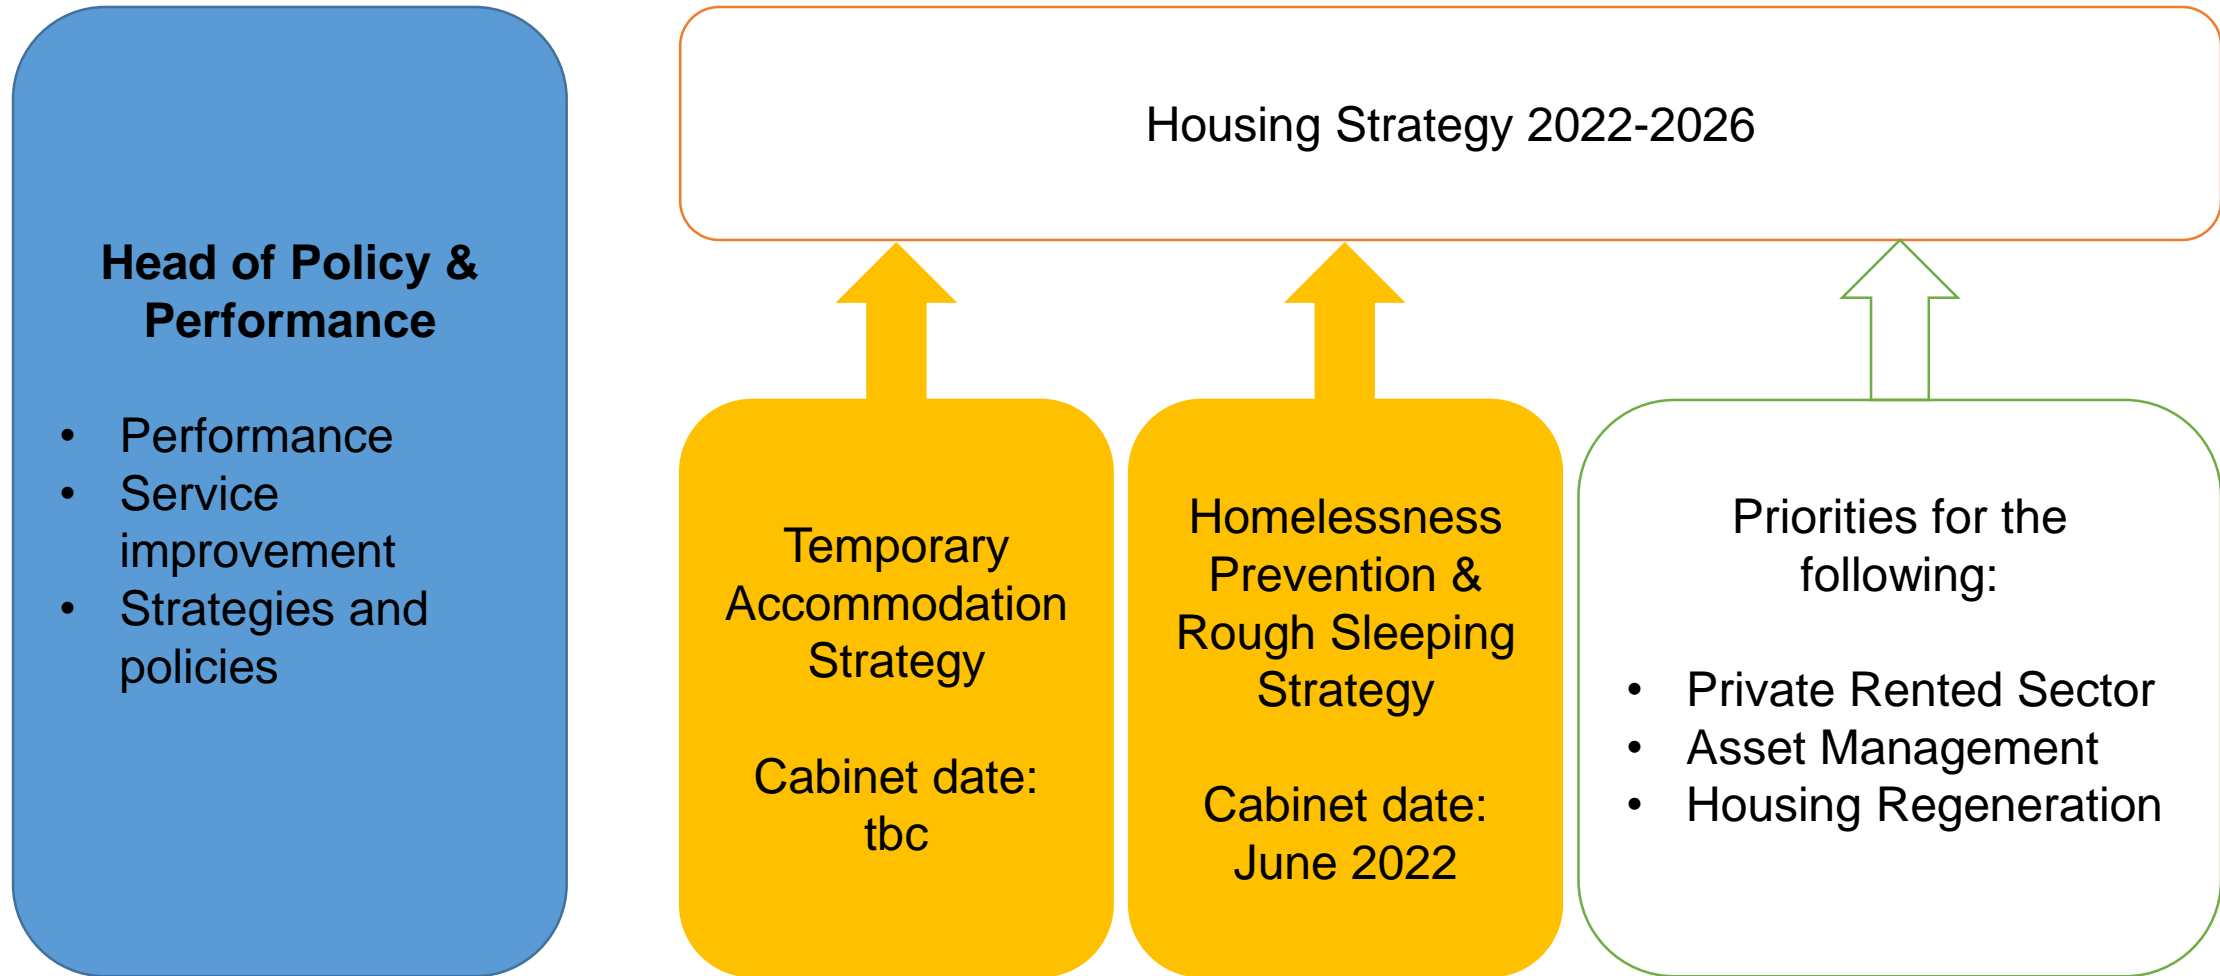 Head of Policy &
Performance
• Performance
• Service
improvement
• Strategies and
policies
Housing Strategy 2022-2026
Temporary
Accommodation
Strategy
Cabinet date:
tbc
Homelessness
Prevention &
Rough Sleeping
Strategy
Cabinet date:
June 2022
Priorities for the
following:
• Private Rented Sector
• Asset Management
• Housing Regeneration